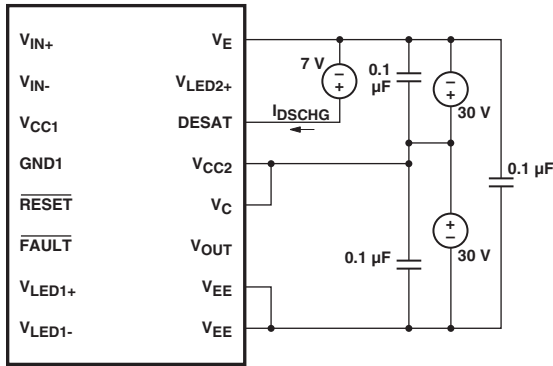 VIN+ VE
VIN- VLED2+
VCC1 DESAT
GND1 VCC2
RESET VC
FAULT VOUT
VLED1+ VEE
VLED1- VEE
7 V
− +
IDSCHG
0.1 µF
− +
30 V
0.1 µF
+ −
30 V
0.1 µF